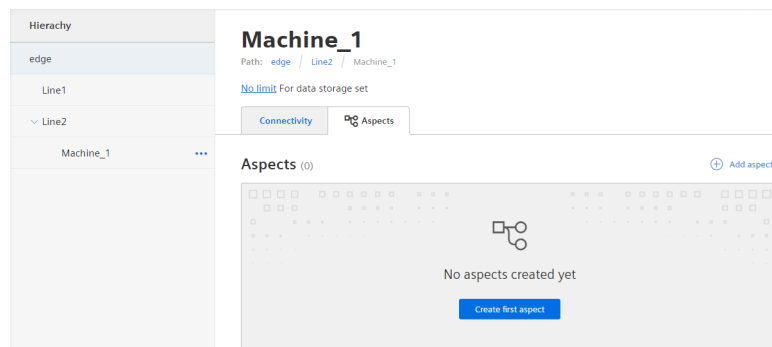 Hierachy
edge
Line1
Line2
Machine_1
Machine_1
Path: edge / Line2 / Machine_1
No limit For data storage set
Connectivity
Aspects
Aspects (0)
Add aspect
No aspects created yet
Create first aspect